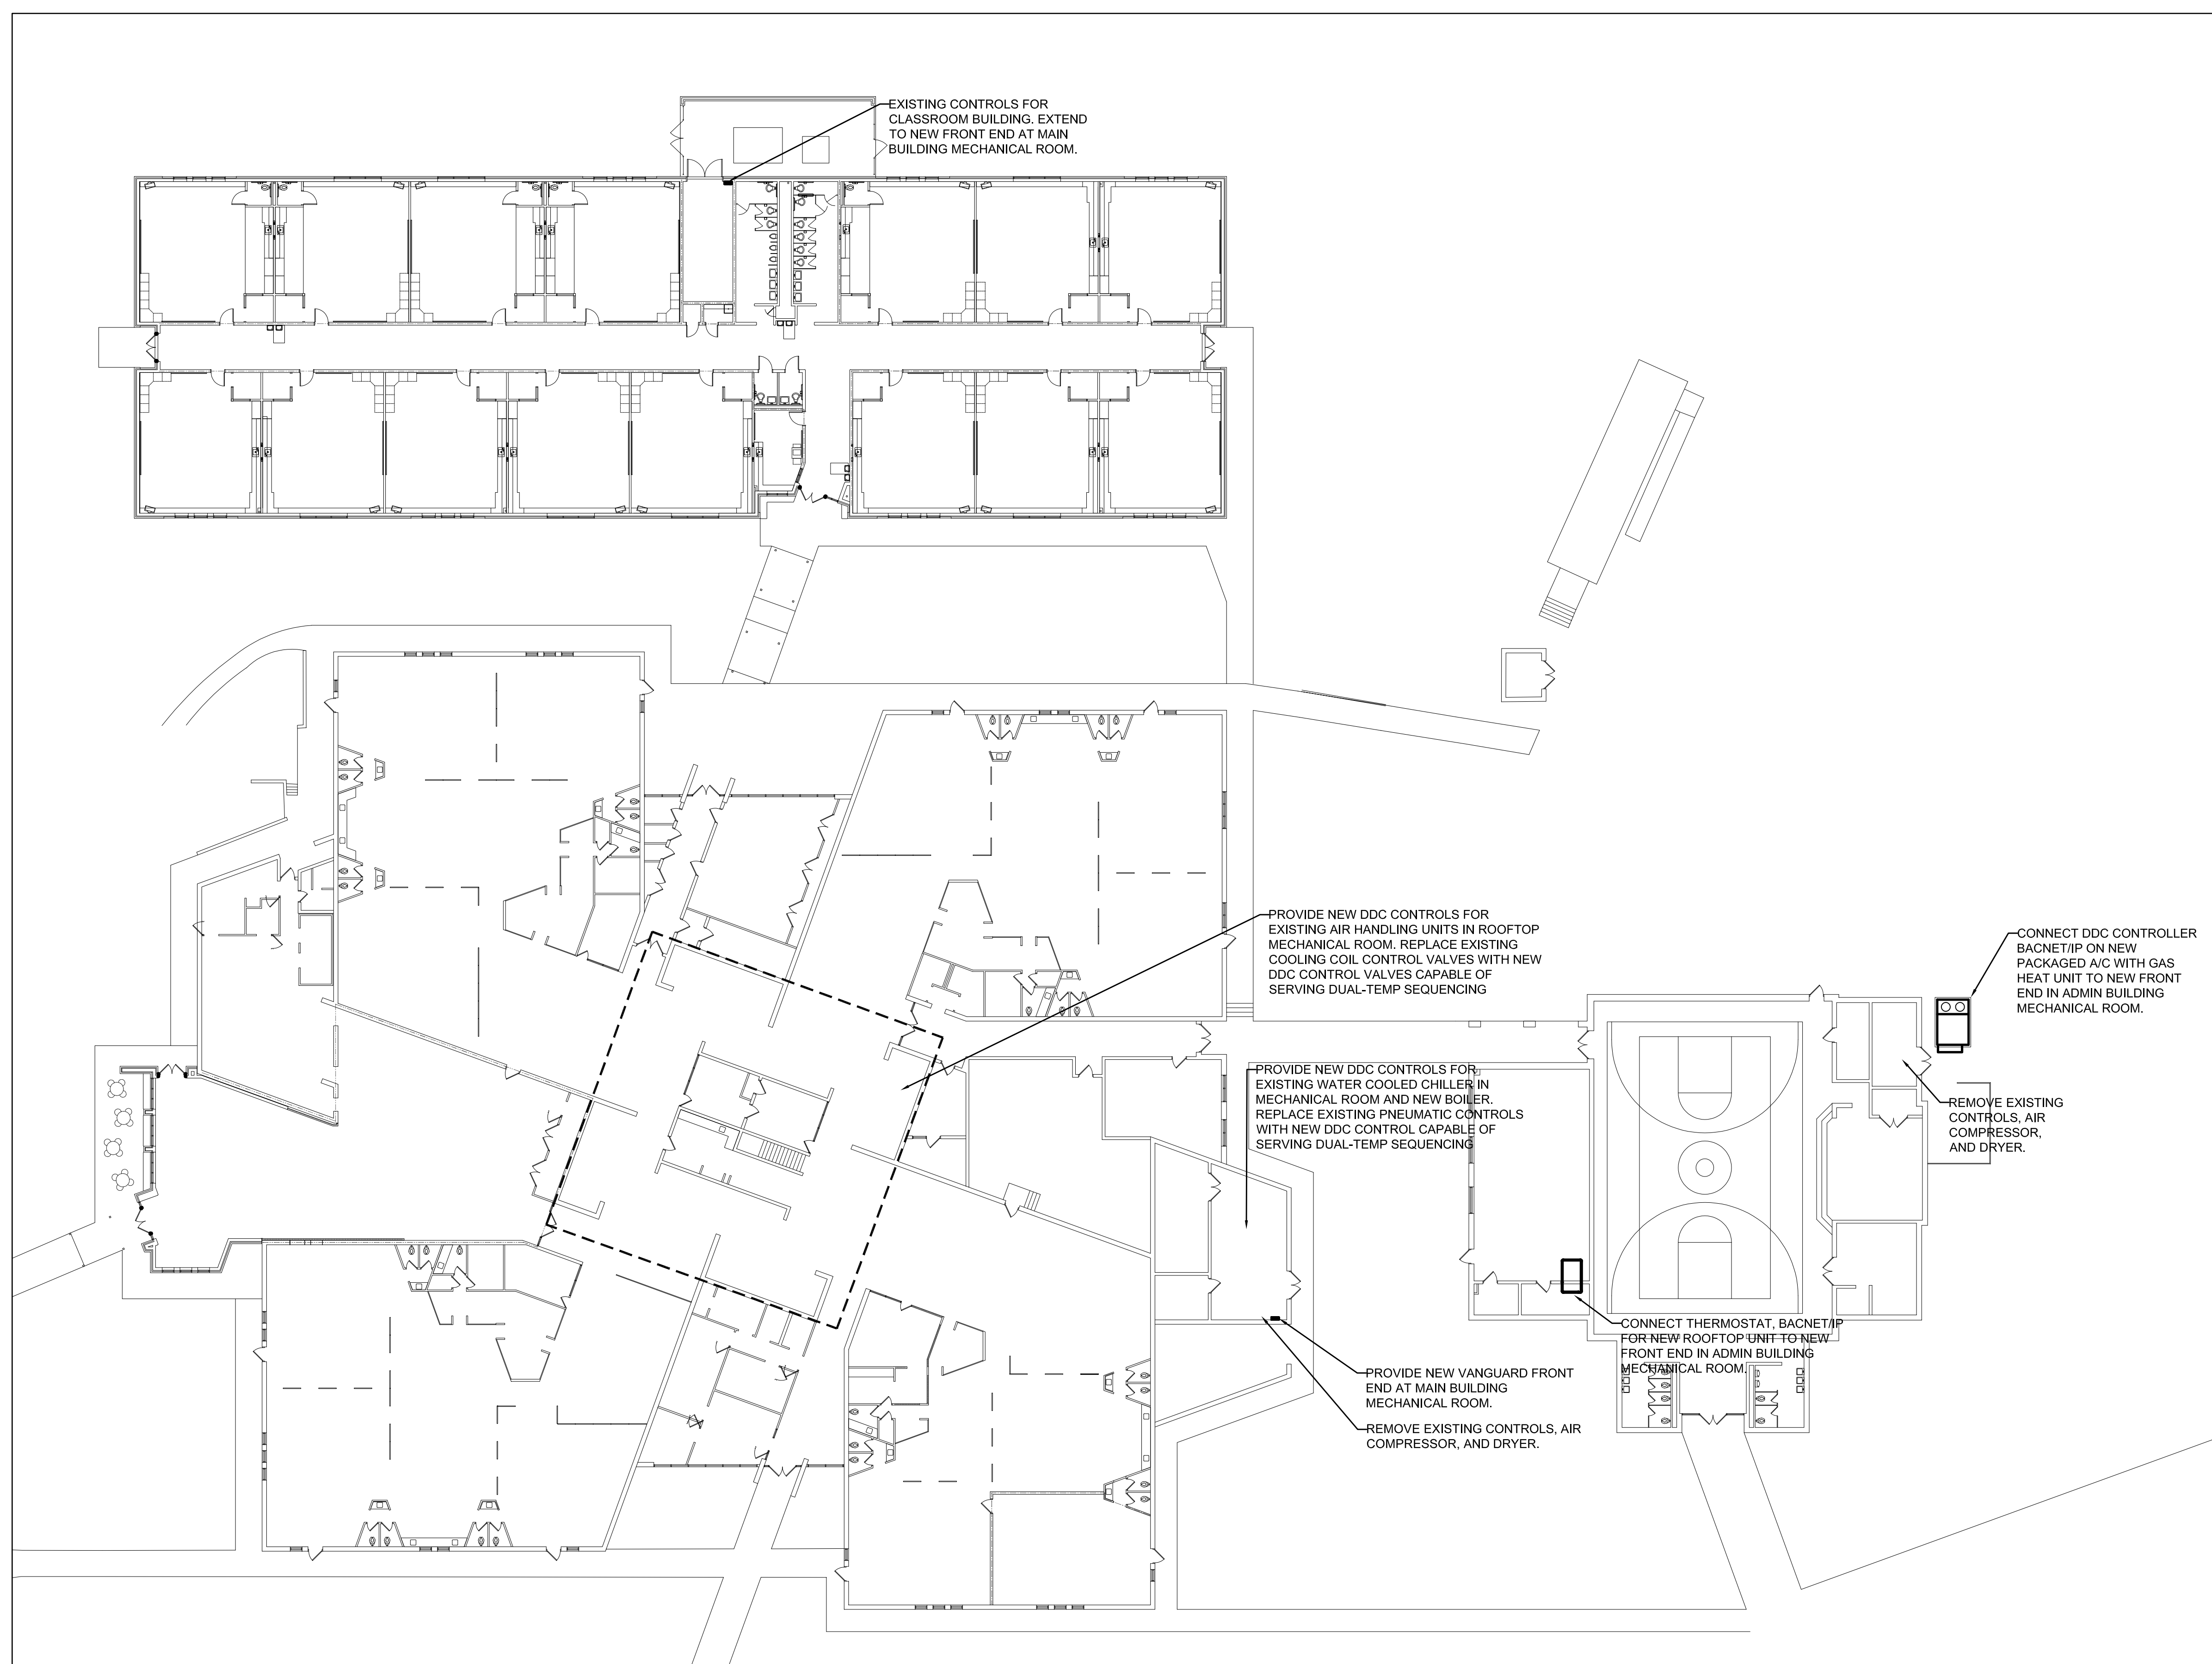 EXISTING CONTROLS FOR
CLASSROOM BUILDING. EXTEND
TO NEW FRONT END AT MAIN
BUILDING MECHANICAL ROOM.
PROVIDE NEW DDC CONTROLS FOR
EXISTING AIR HANDLING UNITS IN ROOFTOP
MECHANICAL ROOM. REPLACE EXISTING
COOLING COIL CONTROL VALVES WITH NEW
DDC CONTROL VALVES CAPABLE OF
SERVING DUAL-TEMP SEQUENCING
CONNECT DDC CONTROLLER
BACNET/IP ON NEW
PACKAGED A/C WITH GAS
HEAT UNIT TO NEW FRONT
END IN ADMIN BUILDING
MECHANICAL ROOM.
PROVIDE NEW DDC CONTROLS FOR
EXISTING WATER COOLED CHILLER IN
MECHANICAL ROOM AND NEW BOILER.
REPLACE EXISTING PNEUMATIC CONTROLS
WITH NEW DDC CONTROL CAPABLE OF
SERVING DUAL-TEMP SEQUENCING
REMOVE EXISTING
CONTROLS, AIR
COMPRESSOR,
AND DRYER.
CONNECT THERMOSTAT, BACNET/IP
FOR NEW ROOFTOP UNIT TO NEW
FRONT END IN ADMIN BUILDING
MECHANICAL ROOM.
PROVIDE NEW VANGUARD FRONT
END AT MAIN BUILDING
MECHANICAL ROOM.
REMOVE EXISTING CONTROLS, AIR
COMPRESSOR, AND DRYER.